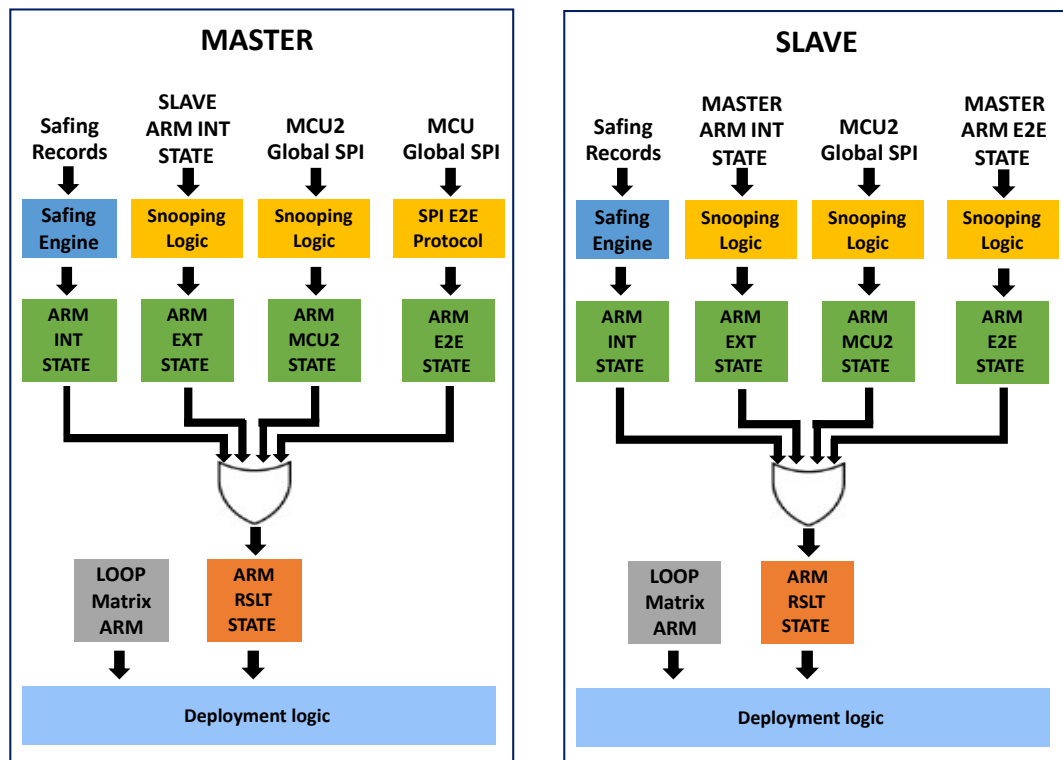 MASTER
Safing
Records
SLAVE
ARM INT
STATE
MCU2
Global SPI
MCU
Global SPI
Safing
Engine
Snooping
Logic
Snooping
Logic
SPI E2E
Protocol
ARM
INT
STATE
ARM
EXT
STATE
ARM
MCU2
STATE
ARM
E2E
STATE
LOOP
Matrix
ARM
ARM
RSLT
STATE
Deployment logic
SLAVE
Safing
Records
MASTER
ARM INT
STATE
MCU2
Global SPI
MASTER
ARM E2E
STATE
Safing
Engine
Snooping
Logic
Snooping
Logic
Snooping
Logic
ARM
INT
STATE
ARM
EXT
STATE
ARM
MCU2
STATE
ARM
E2E
STATE
LOOP
Matrix
ARM
ARM
RSLT
STATE
Deployment logic